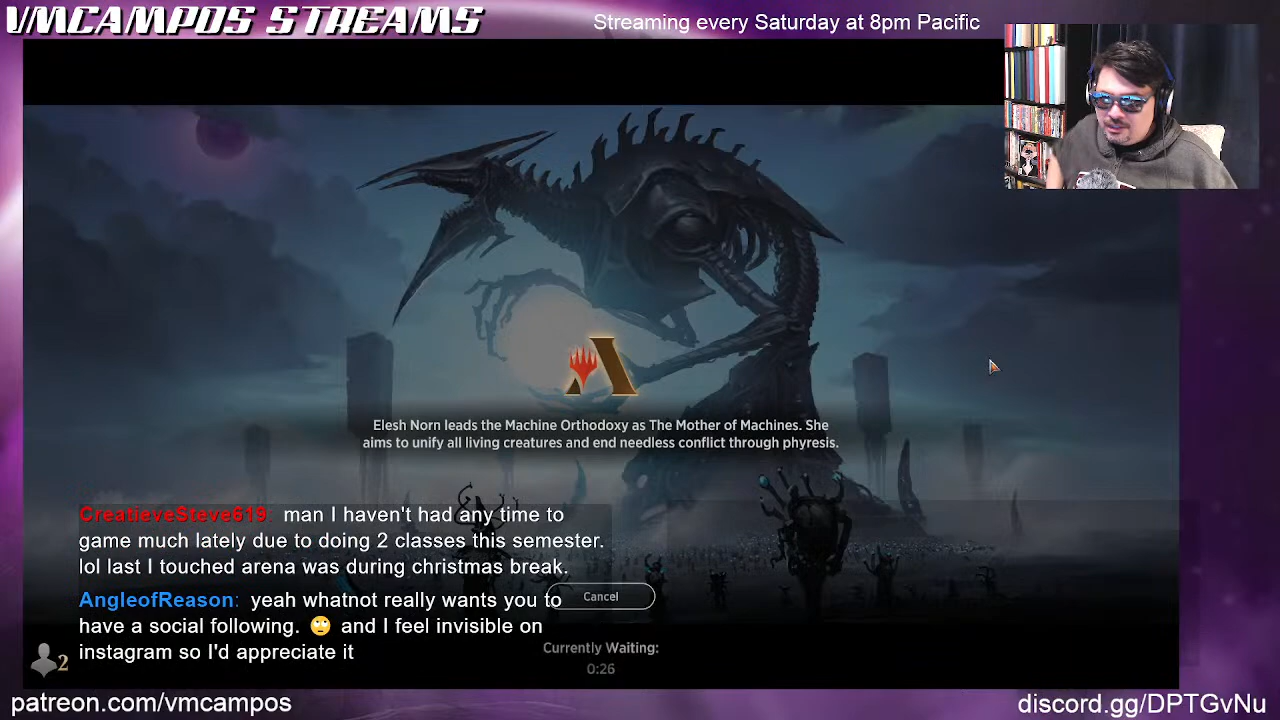 VMCAMPOS STREAMS
Streaming every Saturday at 8pm Pacific
Elesh Norn leads the Machine Orthodoxy as The Mother of Machines. She
aims to unify all living creatures and end needless conflict through phyresis.
CreatieveSteve619: man I haven't had any time to
game much lately due to doing 2 classes this semester.
lol last I touched arena was during christmas break.
AngleofReason: yeah whatnot really wants you to
have a social following. 🙄 and I feel invisible on
instagram so I'd appreciate it
Cancel
Currently Waiting:
0:26
2
patreon.com/vmcampos
discord.gg/DPTGvNu